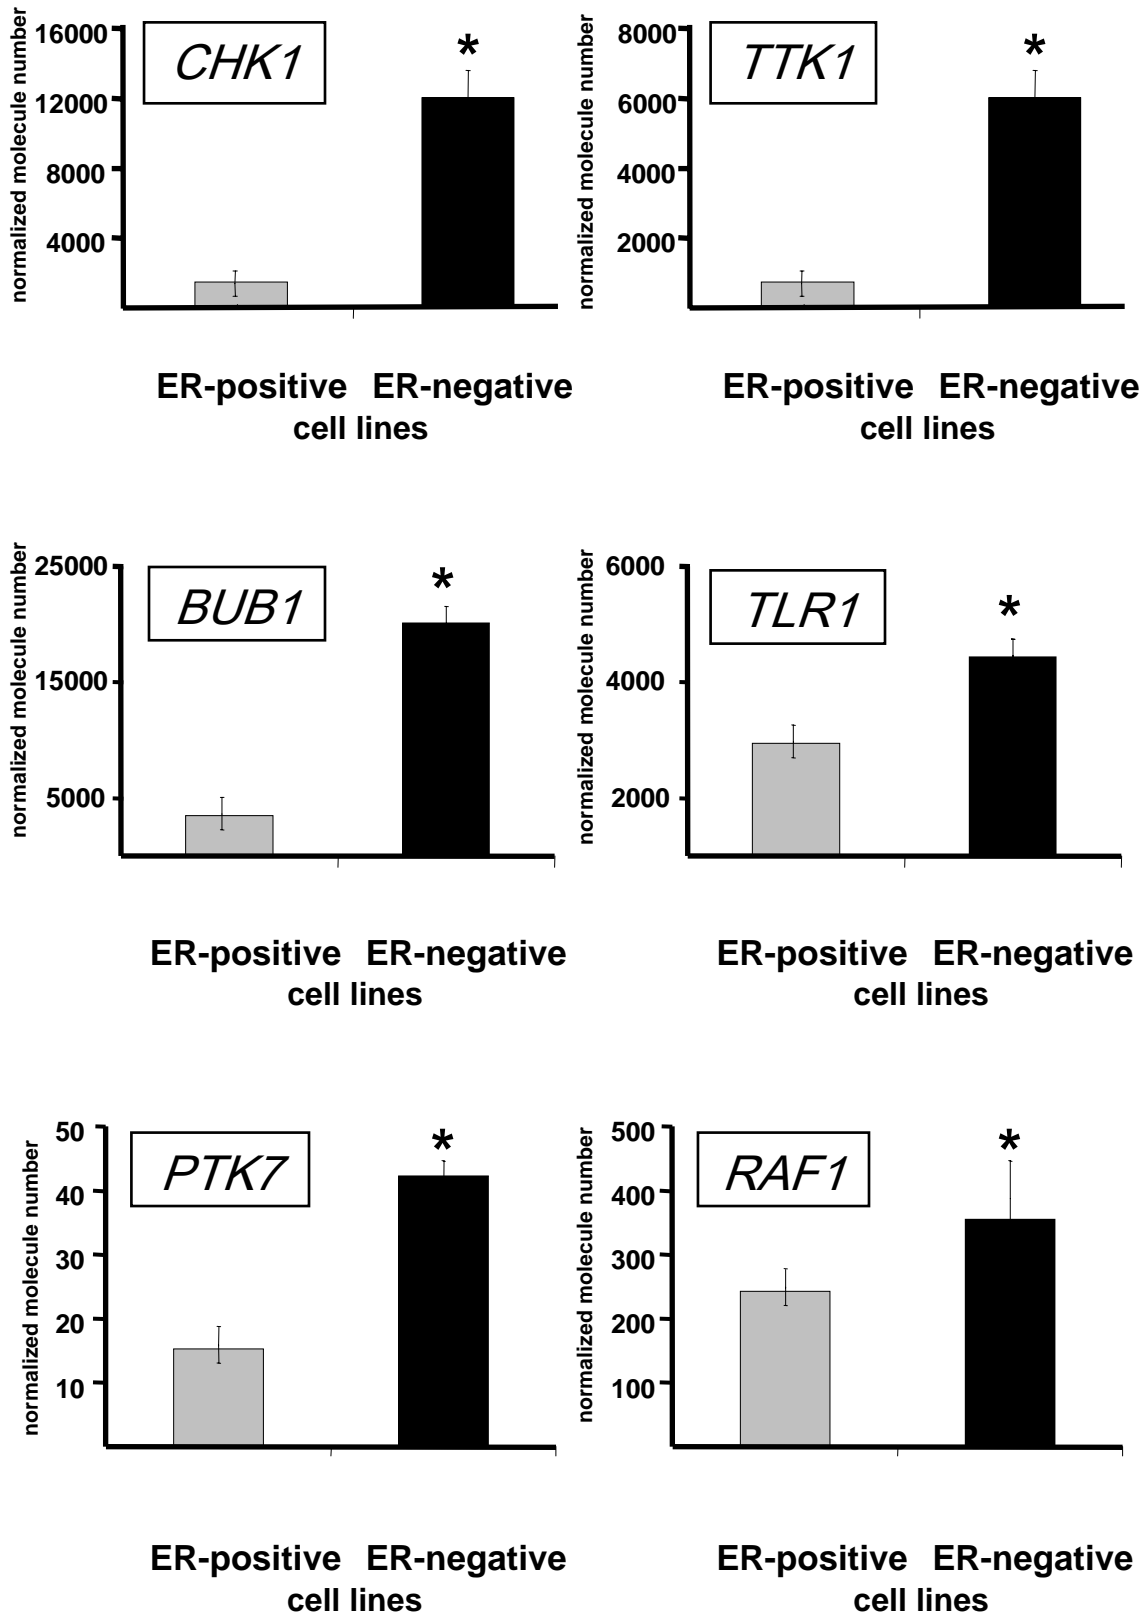 normalized molecule number
16000
12000
8000
4000
CHK1
*
ER-positive ER-negative
cell lines
normalized molecule number
8000
6000
4000
2000
TTK1
*
ER-positive ER-negative
cell lines
normalized molecule number
25000
15000
5000
BUB1
*
ER-positive ER-negative
cell lines
normalized molecule number
6000
4000
2000
TLR1
*
ER-positive ER-negative
cell lines
normalized molecule number
50
40
30
20
10
PTK7
*
ER-positive ER-negative
cell lines
normalized molecule number
500
400
300
200
100
RAF1
*
ER-positive ER-negative
cell lines